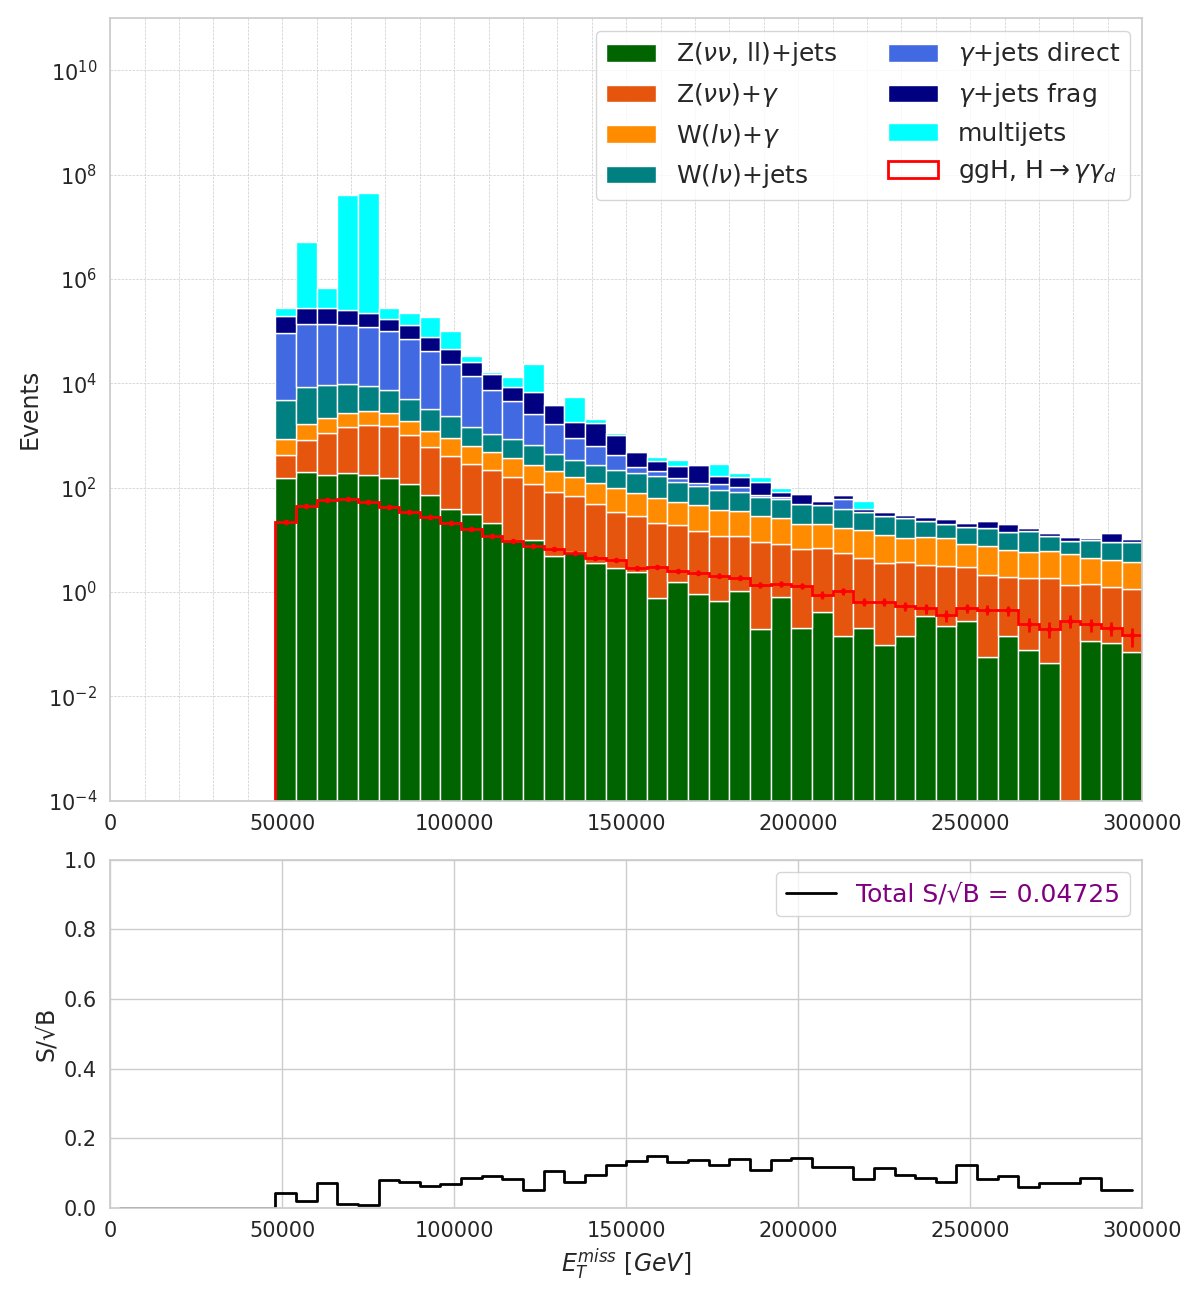 Events
10^10
10^8
10^6
10^4
10^2
10^0
10^−2
10^−4
Z(νν, ll)+jets
Z(νν)+γ
W(lν)+γ
W(lν)+jets
γ+jets direct
γ+jets frag
multijets
ggH, H→γγ_d
0 50000 100000 150000 200000 250000 300000
S/√B
1.0
0.8
0.6
0.4
0.2
0.0
Total S/√B = 0.04725
0 50000 100000 150000 200000 250000 300000
E_T^miss [GeV]